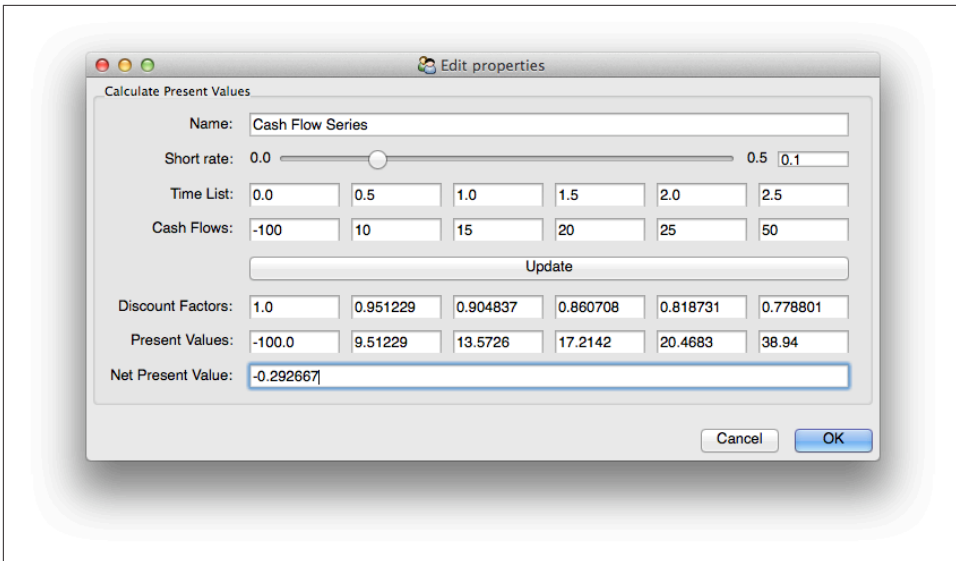 Edit properties
Calculate Present Values
Name: Cash Flow Series
Short rate: 0.0 0.5 0.1
Time List: 0.0 0.5 1.0 1.5 2.0 2.5
Cash Flows: -100 10 15 20 25 50
Update
Discount Factors: 1.0 0.951229 0.904837 0.860708 0.818731 0.778801
Present Values: -100.0 9.51229 13.5726 17.2142 20.4683 38.94
Net Present Value: -0.292667
Cancel OK